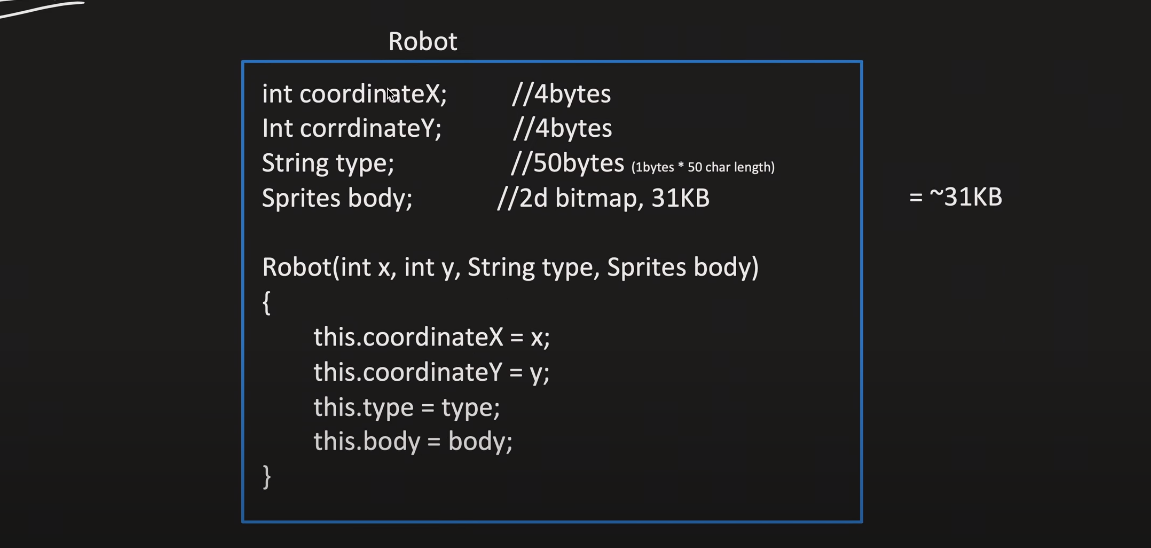 Robot
int coordinateX; //4bytes
Int corrdinateY; //4bytes
String type; //50bytes (1bytes * 50 char length)
Sprites body; //2d bitmap, 31KB = ~31KB
Robot(int x, int y, String type, Sprites body)
{
this.coordinateX = x;
this.coordinateY = y;
this.type = type;
this.body = body;
}